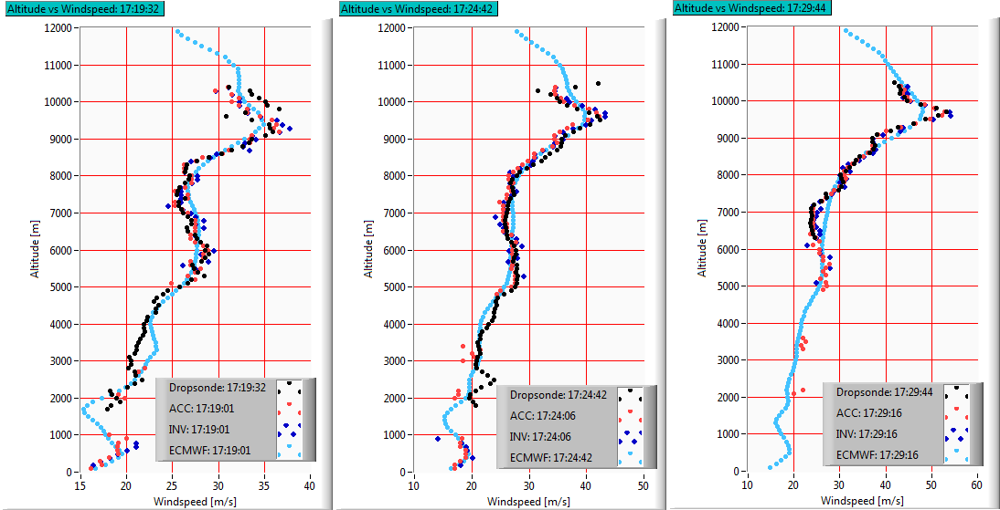 Altitude vs Windspeed: 17:19:32
12000
11000
10000
9000
8000
7000
6000
5000
4000
3000
2000
1000
0
Altitude [m]
15 20 25 30 35 40
Windspeed [m/s]
Dropsonde: 17:19:32
ACC: 17:19:01
INV: 17:19:01
ECMWF: 17:19:01
Altitude vs Windspeed: 17:24:42
12000
11000
10000
9000
8000
7000
6000
5000
4000
3000
2000
1000
0
Altitude [m]
10 20 30 40 50
Windspeed [m/s]
Dropsonde: 17:24:42
ACC: 17:24:06
INV: 17:24:06
ECMWF: 17:24:42
Altitude vs Windspeed: 17:29:44
12000
11000
10000
9000
8000
7000
6000
5000
4000
3000
2000
1000
0
Altitude [m]
10 20 30 40 50 60
Windspeed [m/s]
Dropsonde: 17:29:44
ACC: 17:29:16
INV: 17:29:16
ECMWF: 17:29:16